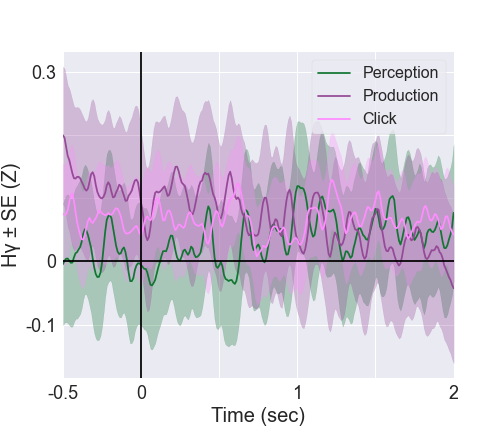 Hγ ± SE (Z)
0.3
0
-0.1
Perception
Production
Click
-0.5
0
1
2
Time (sec)